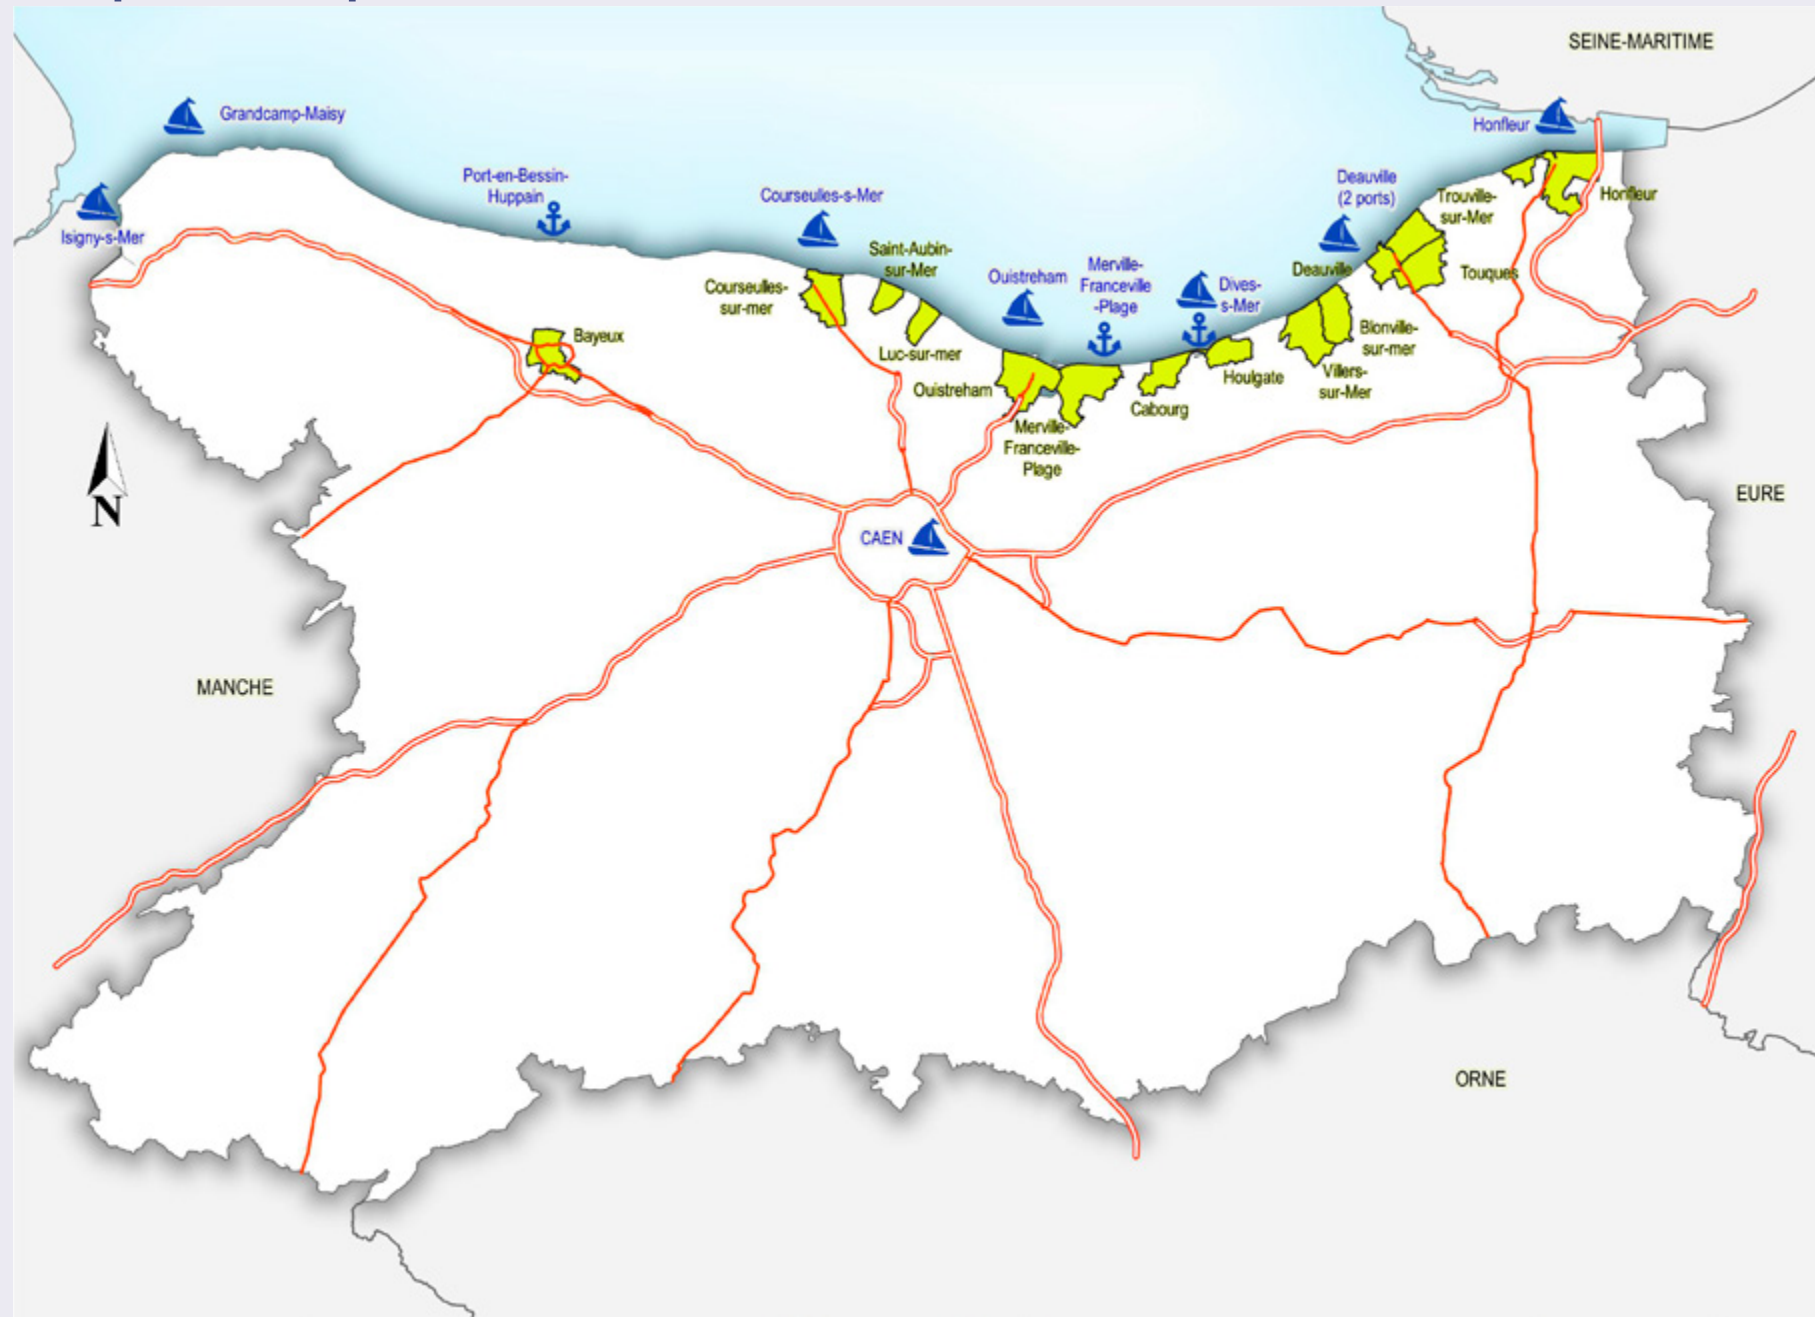 SEINE-MARITIME
Grandcamp-Maisy
Honfleur
Port-en-Bessin-
Huppain
Deauville
(2 ports)
Courseulles-s-Mer
Trouville-
sur-Mer
Honfleur
Isigny-s-Mer
Saint-Aubin-
sur-Mer
Ouistreham
Merville-
Franceville
-Plage
Dives-
s-Mer
Deauville
Touques
Courseulles-
sur-mer
Bayeux
Luc-sur-mer
Blonville-
sur-mer
Ouistreham
Houlgate
Villers-
sur-Mer
Cabourg
Merville-
Franceville-
Plage
N
EURE
CAEN
MANCHE
ORNE